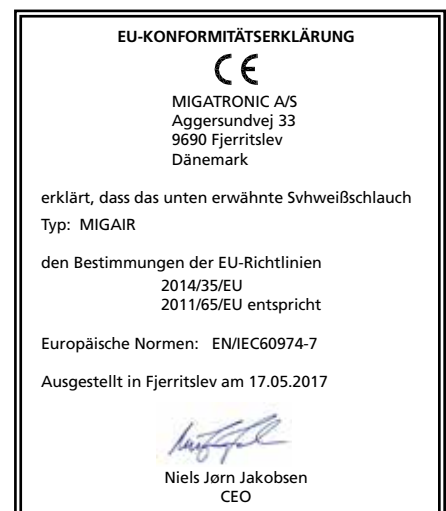 EU-KONFORMITÄTSERKLÄRUNG
CE
MIGATRONIC A/S
Aggersundvej 33
9690 Fjerritslev
Dänemark
erklärt, dass das unten erwähnte Svhweißschlauch
Typ: MIGAIR
den Bestimmungen der EU-Richtlinien
2014/35/EU
2011/65/EU entspricht
Europäische Normen: EN/IEC60974-7
Ausgestellt in Fjerritslev am 17.05.2017
Niels Jørn Jakobsen
CEO